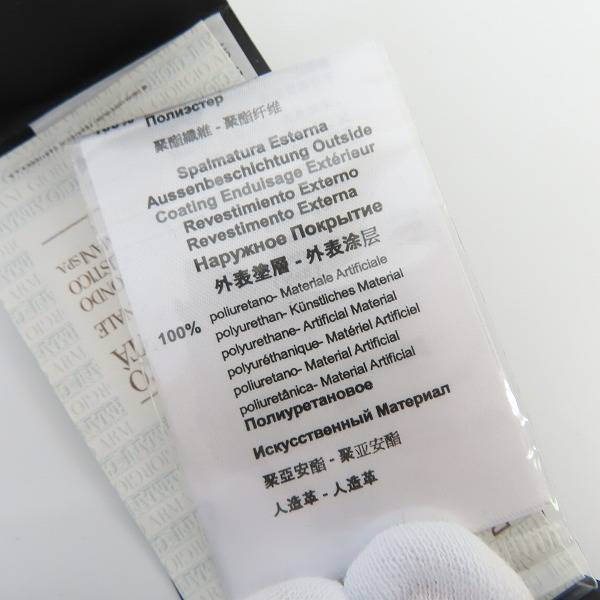 100% Полиэстер
聚酯纖維 - 聚酯纤维
Spalmatura Esterna
Aussenbeschichtung Outside
Coating Enduisage Extérieur
Revestimiento Externo
Revestimento Externa
Наружное Покрытие
外表塗層 - 外表涂层
100% poliuretano- Materiale Artificiale
polyurethan- Künstliches Material
polyurethane- Artificial Material
polyuréthanique- Matériel Artificiel
poliuretano- Material Artificial
poliuretânica- Material Artificial
Полиуретановое
Искусственный Материал
聚亞安酯 - 聚亚安酯
人造革 - 人造革